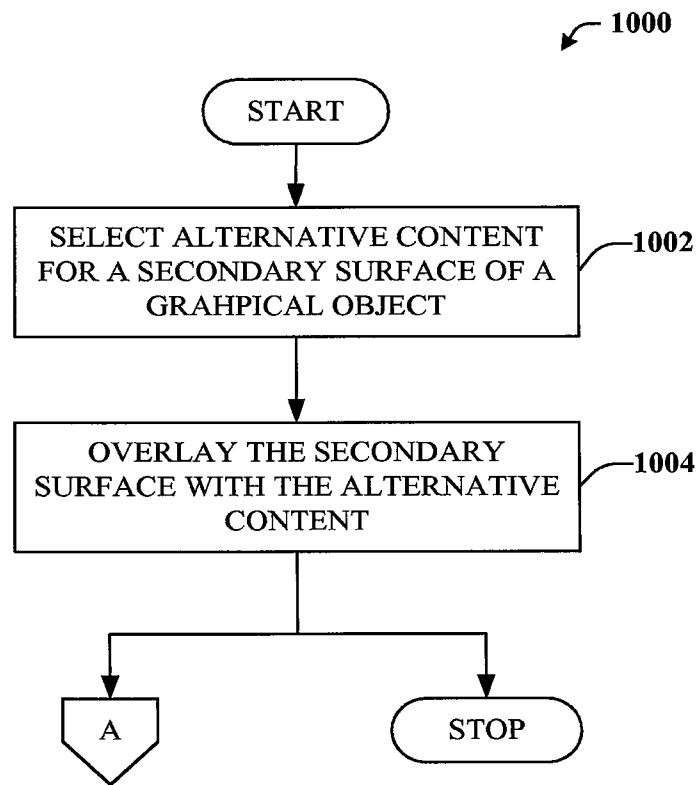 1000
START
SELECT ALTERNATIVE CONTENT
FOR A SECONDARY SURFACE OF A
GRAHPICAL OBJECT
1002
OVERLAY THE SECONDARY
SURFACE WITH THE ALTERNATIVE
CONTENT
1004
A
STOP